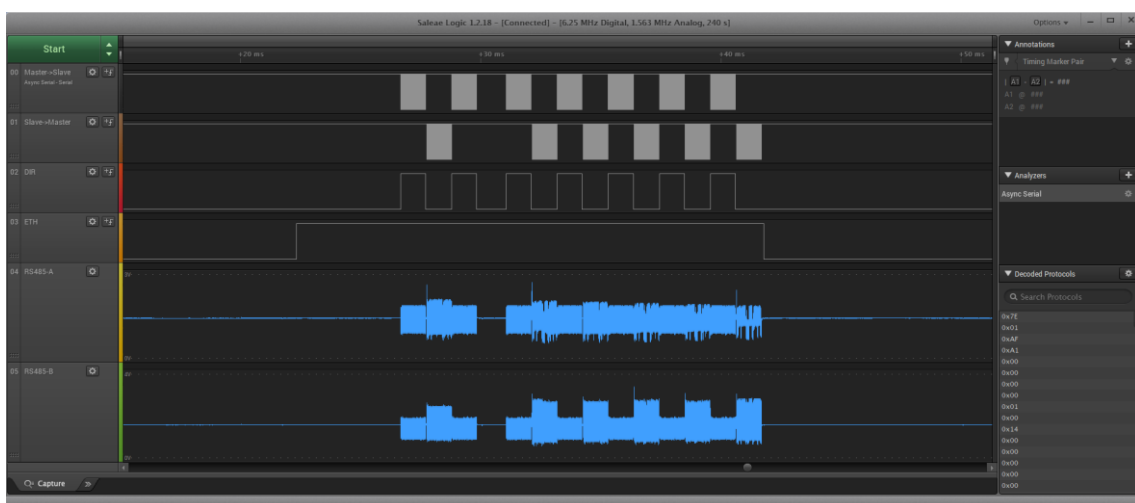 Saleae Logic 1.2.18 - [Connected] - [6.25 MHz Digital, 1.563 MHz Analog, 240 s]
Options
Start
+20 ms
+30 ms
+40 ms
+50 ms
00 Master->Slave
Async Serial - Serial
01 Slave->Master
02 DIR
03 ETH
04 RS485-A
05 RS485-B
Capture
Annotations
Timing Marker Pair
| A1 - A2 | = ###
A1 @ ###
A2 @ ###
Analyzers
Async Serial
Decoded Protocols
Search Protocols
0x7E
0x01
0xAF
0xA1
0x00
0x00
0x00
0x00
0x01
0x00
0x14
0x00
0x00
0x00
0x00
0x00